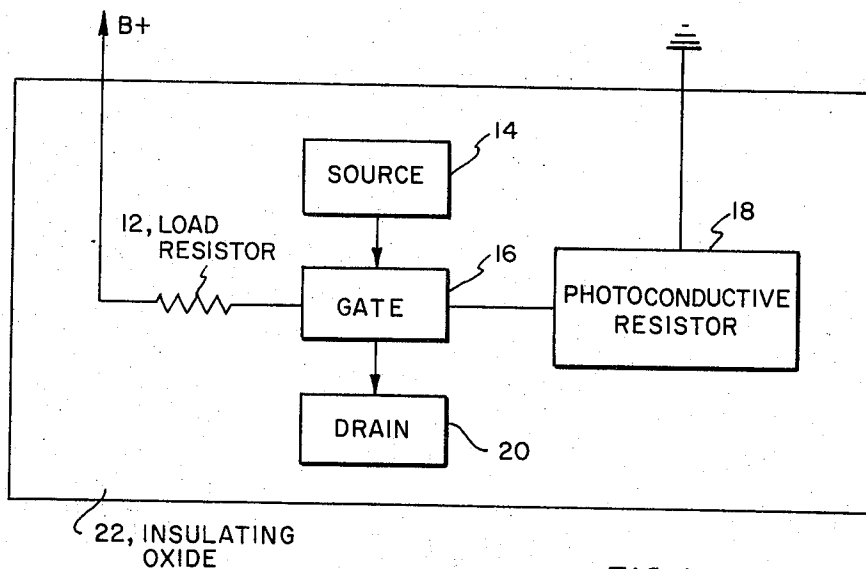 B+
14
SOURCE
12, LOAD
RESISTOR
16
GATE
18
PHOTOCONDUCTIVE
RESISTOR
DRAIN
20
22, INSULATING
OXIDE